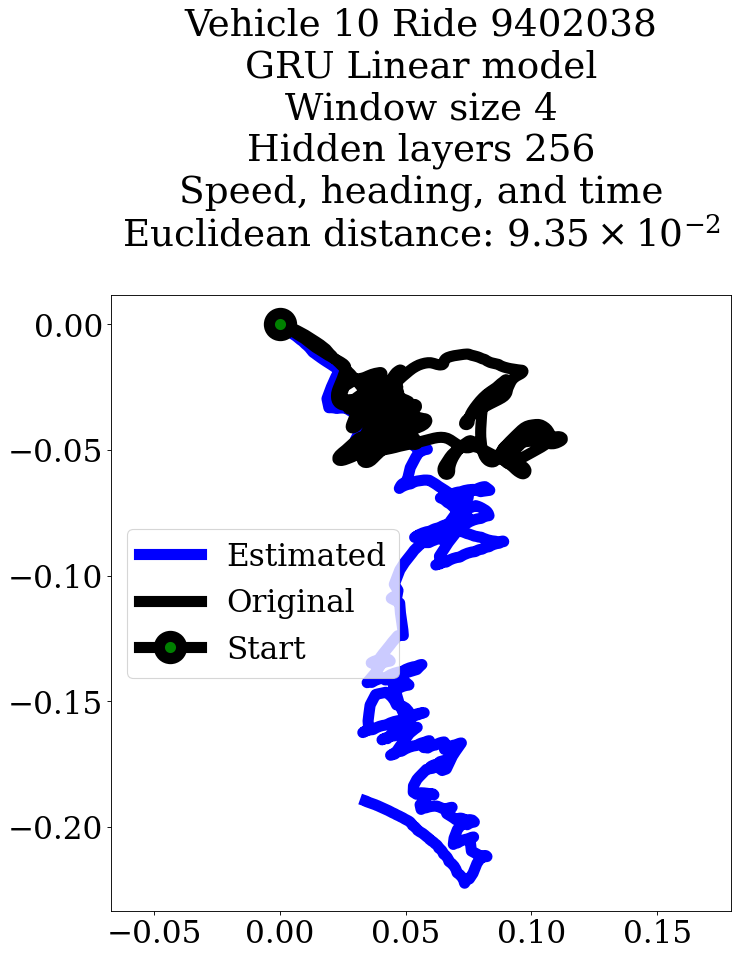 Vehicle 10 Ride 9402038
GRU Linear model
Window size 4
Hidden layers 256
Speed, heading, and time
Euclidean distance: 9.35 × 10⁻²
0.00
−0.05
−0.10
−0.15
−0.20
Estimated
Original
Start
−0.05 0.00 0.05 0.10 0.15